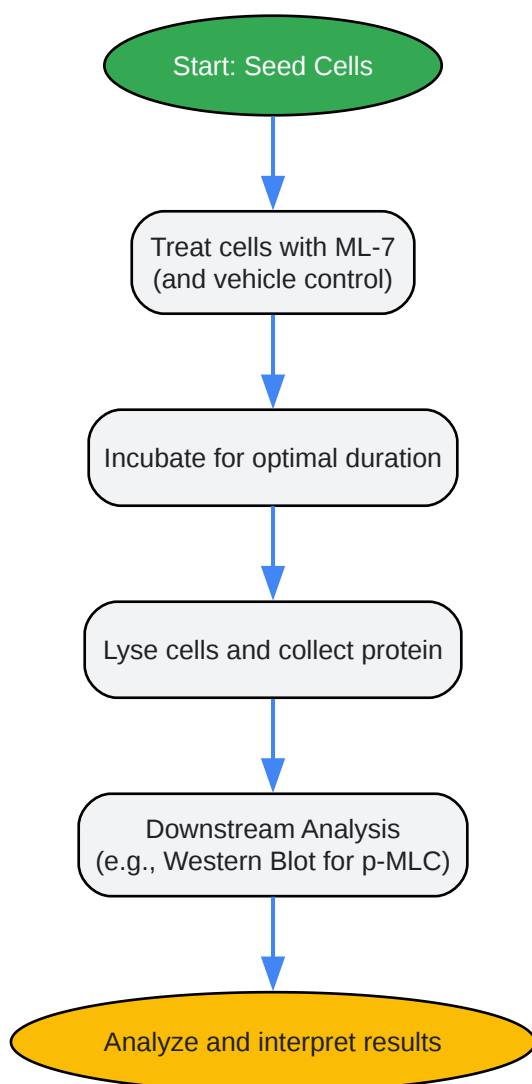 Start: Seed Cells
Treat cells with ML-7
(and vehicle control)
Incubate for optimal duration
Lyse cells and collect protein
Downstream Analysis
(e.g., Western Blot for p-MLC)
Analyze and interpret results